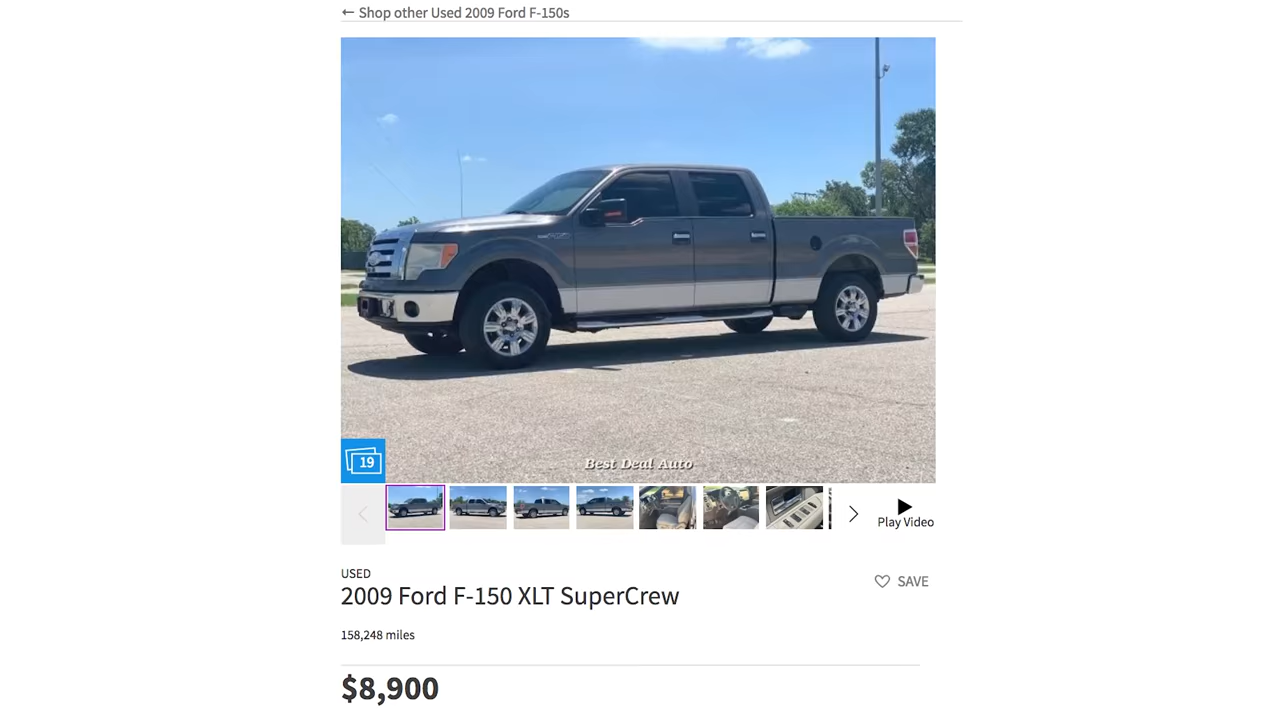 ← Shop other Used 2009 Ford F-150s
19
Best Deal Auto
Play Video
USED
2009 Ford F-150 XLT SuperCrew
SAVE
158,248 miles
$8,900